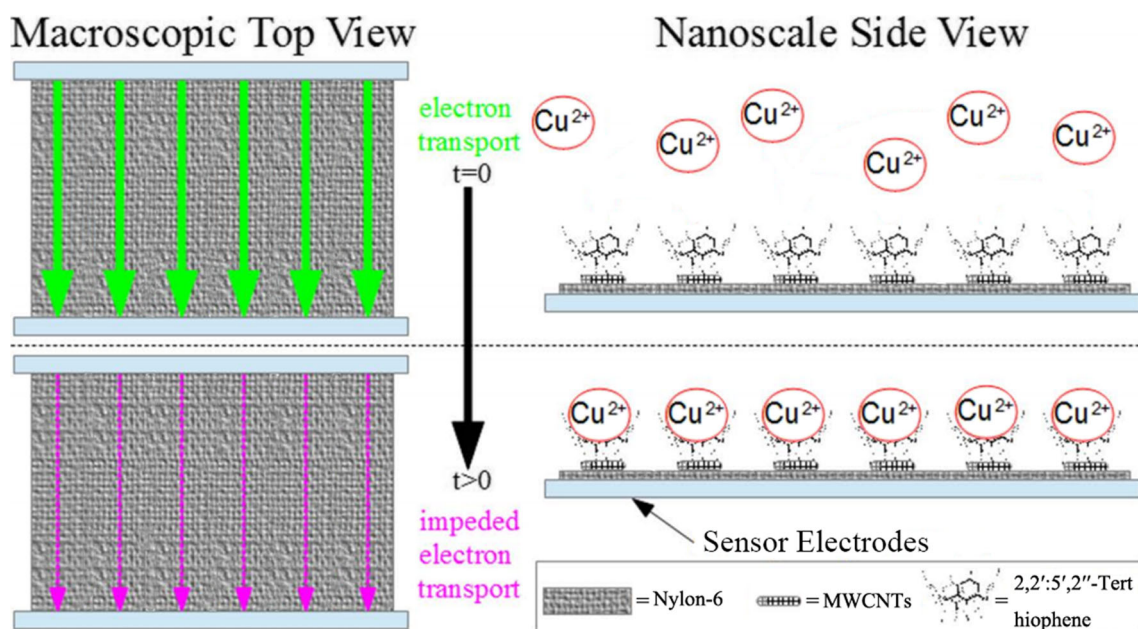 Macroscopic Top View
Nanoscale Side View
electron
transport
t=0
Cu2+
Cu2+
Cu2+
Cu2+
Cu2+
Cu2+
t>0
impeded
electron
transport
Cu2+
Cu2+
Cu2+
Cu2+
Cu2+
Cu2+
Sensor Electrodes
= Nylon-6
= MWCNTs
= 2,2′:5′,2′′-Tert
hiophene